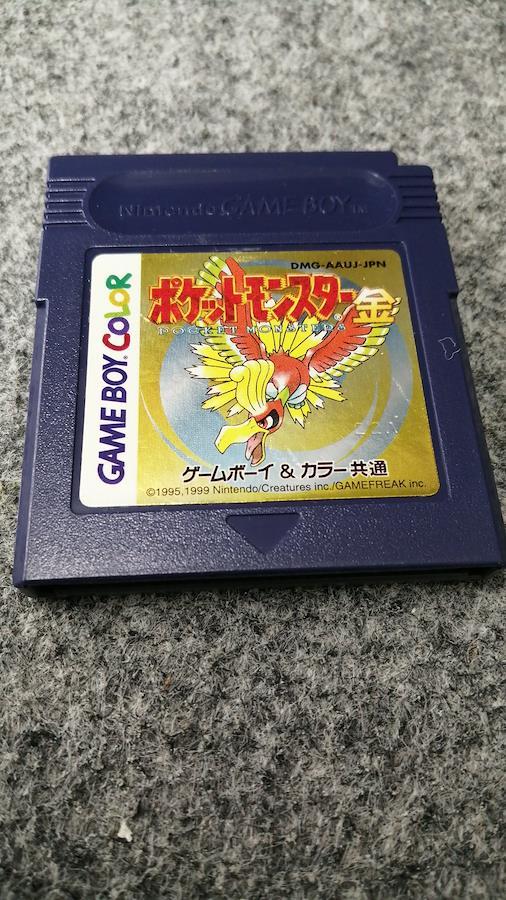 Nintendo GAME BOY TM
GAME BOY COLOR
DMG-AAUJ-JPN
ポケットモンスター金
POCKET MONSTERS
ゲームボーイ & カラー共通
©1995,1999 Nintendo/Creatures inc./GAMEFREAK inc.